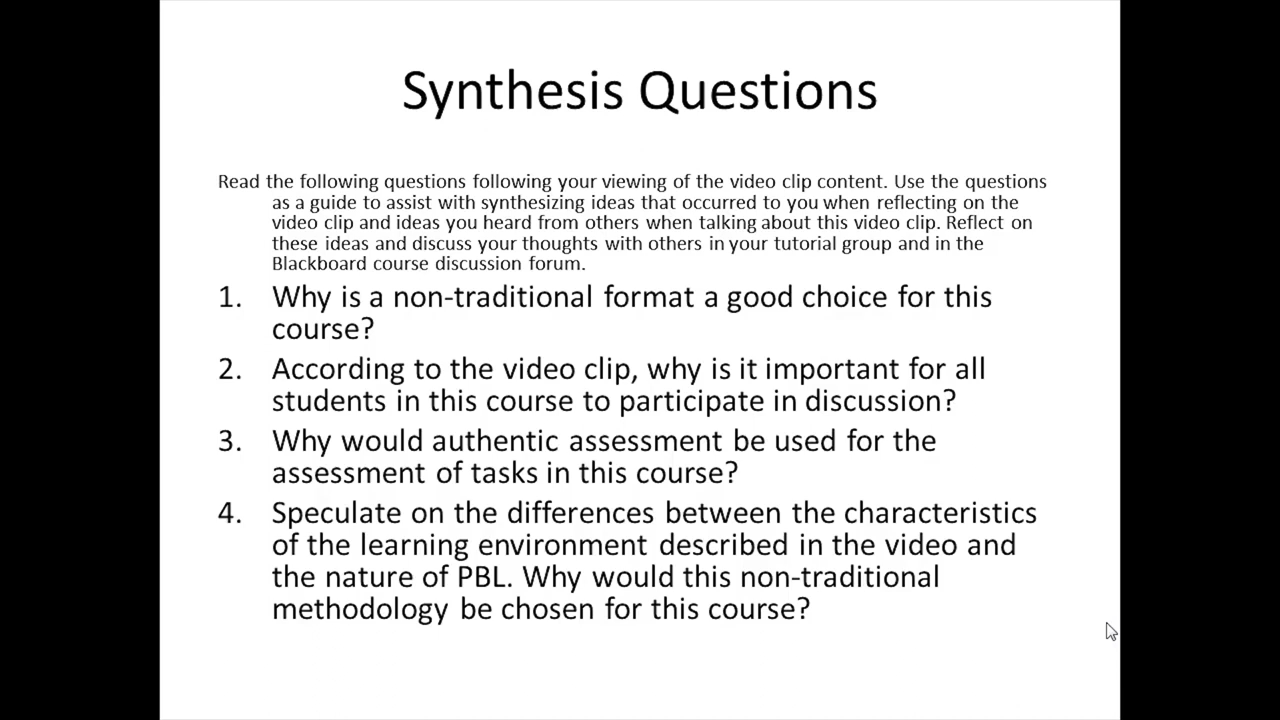 Synthesis Questions
Read the following questions following your viewing of the video clip content. Use the questions
as a guide to assist with synthesizing ideas that occurred to you when reflecting on the
video clip and ideas you heard from others when talking about this video clip. Reflect on
these ideas and discuss your thoughts with others in your tutorial group and in the
Blackboard course discussion forum.
1. Why is a non-traditional format a good choice for this
course?
2. According to the video clip, why is it important for all
students in this course to participate in discussion?
3. Why would authentic assessment be used for the
assessment of tasks in this course?
4. Speculate on the differences between the characteristics
of the learning environment described in the video and
the nature of PBL. Why would this non-traditional
methodology be chosen for this course?